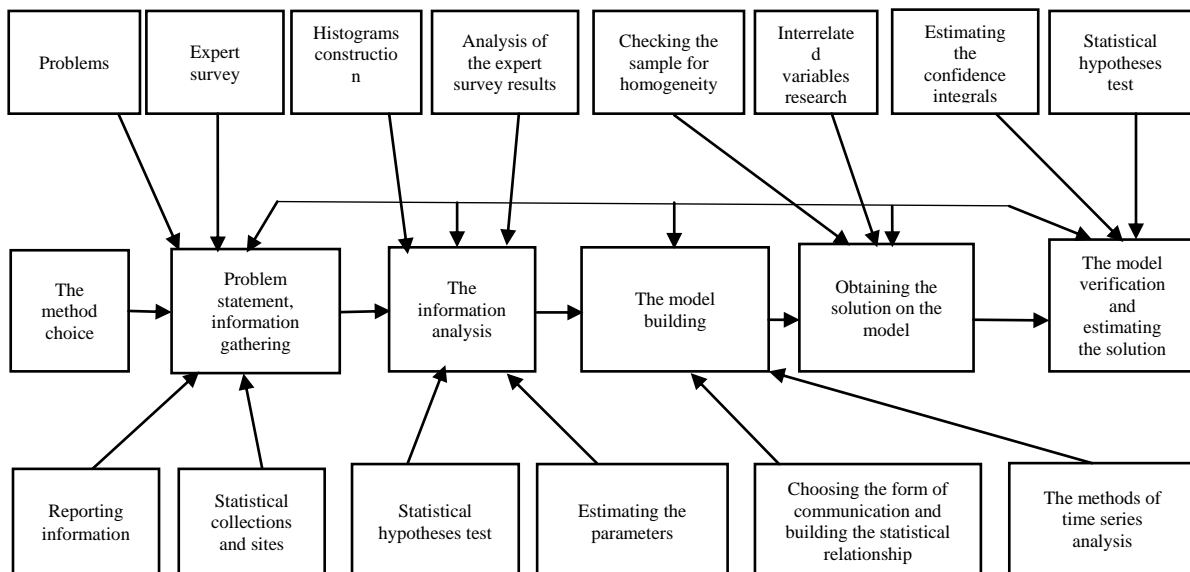 Problems
Expert
survey
Histograms
constructio
n
Analysis of
the expert
survey results
Checking the
sample for
homogeneity
Interrelate
d
variables
research
Estimating
the
confidence
integrals
Statistical
hypotheses
test
The
method
choice
Problem
statement,
information
gathering
The
information
analysis
The model
building
Obtaining the
solution on the
model
The model
verification
and
estimating
the solution
Reporting
information
Statistical
collections
and sites
Statistical
hypotheses test
Estimating the
parameters
Choosing the form of
communication and
building the statistical
relationship
The methods of
time series
analysis